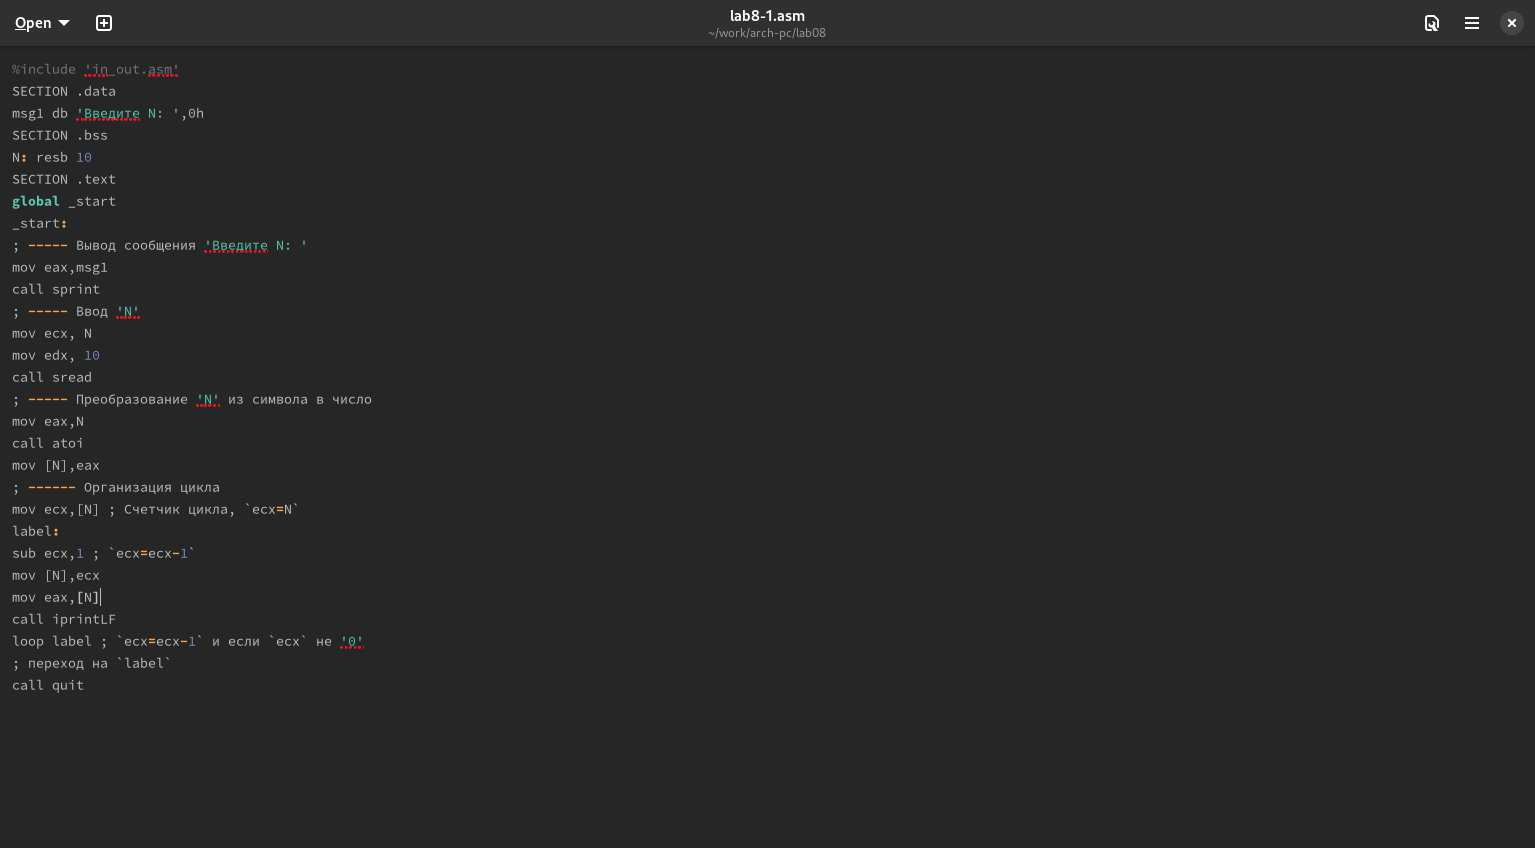 Open
lab8-1.asm
~/work/arch-pc/lab08
%include 'in_out.asm'
SECTION .data
msg1 db 'Введите N: ',0h
SECTION .bss
N: resb 10
SECTION .text
global _start
_start:
; ----- Вывод сообщения 'Введите N: '
mov eax,msg1
call sprint
; ----- Ввод 'N'
mov ecx, N
mov edx, 10
call sread
; ----- Преобразование 'N' из символа в число
mov eax,N
call atoi
mov [N],eax
; ------ Организация цикла
mov ecx,[N] ; Счетчик цикла, `ecx=N`
label:
sub ecx,1 ; `ecx=ecx-1`
mov [N],ecx
mov eax,[N]
call iprintLF
loop label ; `ecx=ecx-1` и если `ecx` не '0'
; переход на `label`
call quit